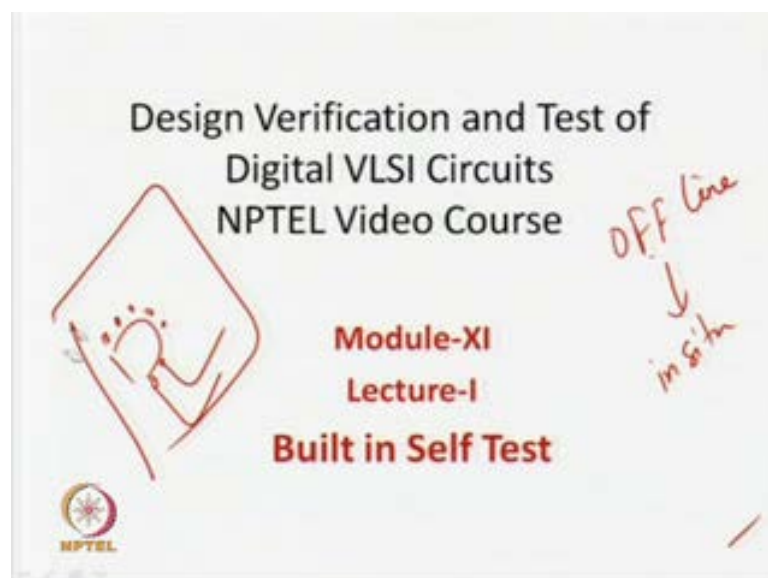 Design Verification and Test of
Digital VLSI Circuits
NPTEL Video Course
OFF Line
in situ
Module-XI
Lecture-I
Built in Self Test
NPTEL